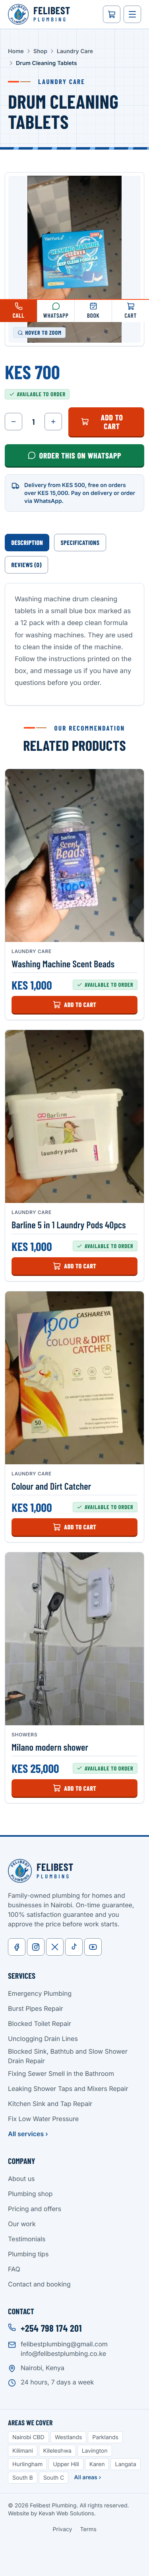 FELIBEST
PLUMBING
Home > Shop > Laundry Care
> Drum Cleaning Tablets
LAUNDRY CARE
DRUM CLEANING
TABLETS
CALL
WHATSAPP
BOOK
CART
HOVER TO ZOOM
KES 700
AVAILABLE TO ORDER
− 1 +
ADD TO
CART
ORDER THIS ON WHATSAPP
Delivery from KES 500, free on orders
over KES 15,000. Pay on delivery or order
via WhatsApp.
DESCRIPTION
SPECIFICATIONS
REVIEWS (0)
Washing machine drum cleaning
tablets in a small blue box marked as
a 12 pack with a deep clean formula
for washing machines. They are used
to clean the inside of the machine.
Follow the instructions printed on the
box, and message us if you have any
questions before you order.
OUR RECOMMENDATION
RELATED PRODUCTS
Scent
Beads
LAUNDRY CARE
Washing Machine Scent Beads
KES 1,000
AVAILABLE TO ORDER
ADD TO CART
Barline
laundry pods
LAUNDRY CARE
Barline 5 in 1 Laundry Pods 40pcs
KES 1,000
AVAILABLE TO ORDER
ADD TO CART
1,000
CASHAREYA
COLOUR & DIRT
CATCHER
50
LAUNDRY CARE
Colour and Dirt Catcher
KES 1,000
AVAILABLE TO ORDER
ADD TO CART
SHOWERS
Milano modern shower
KES 25,000
AVAILABLE TO ORDER
ADD TO CART
FELIBEST
PLUMBING
Family-owned plumbing for homes and
businesses in Nairobi. On-time guarantee,
100% satisfaction guarantee and you
approve the price before work starts.
SERVICES
Emergency Plumbing
Burst Pipes Repair
Blocked Toilet Repair
Unclogging Drain Lines
Blocked Sink, Bathtub and Slow Shower
Drain Repair
Fixing Sewer Smell in the Bathroom
Leaking Shower Taps and Mixers Repair
Kitchen Sink and Tap Repair
Fix Low Water Pressure
All services ›
COMPANY
About us
Plumbing shop
Pricing and offers
Our work
Testimonials
Plumbing tips
FAQ
Contact and booking
CONTACT
+254 798 174 201
felibestplumbing@gmail.com
info@felibestplumbing.co.ke
Nairobi, Kenya
24 hours, 7 days a week
AREAS WE COVER
Nairobi CBD
Westlands
Parklands
Kilimani
Kileleshwa
Lavington
Hurlingham
Upper Hill
Karen
Langata
South B
South C
All areas ›
© 2026 Felibest Plumbing. All rights reserved.
Website by Kevah Web Solutions.
Privacy
Terms